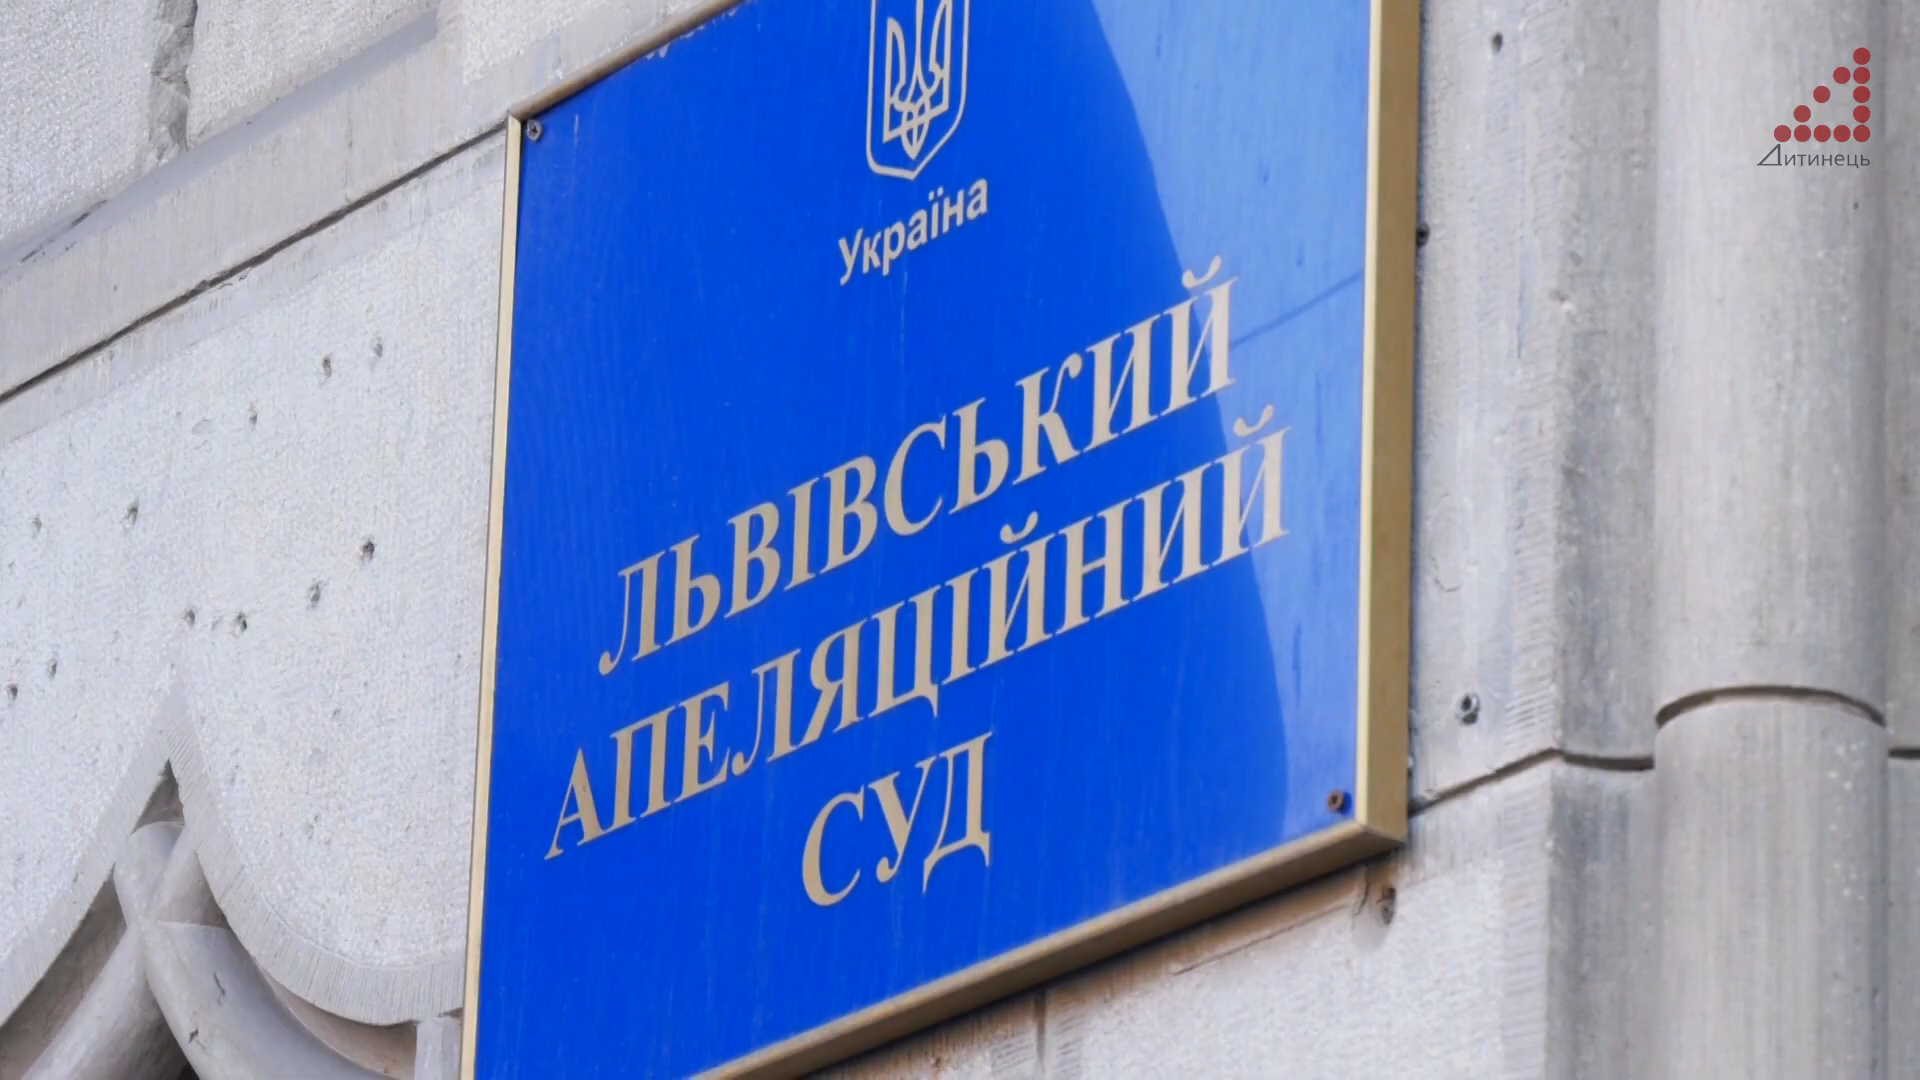 Дитинець
Україна
ЛЬВІВСЬКИЙ
АПЕЛЯЦІЙНИЙ
СУД